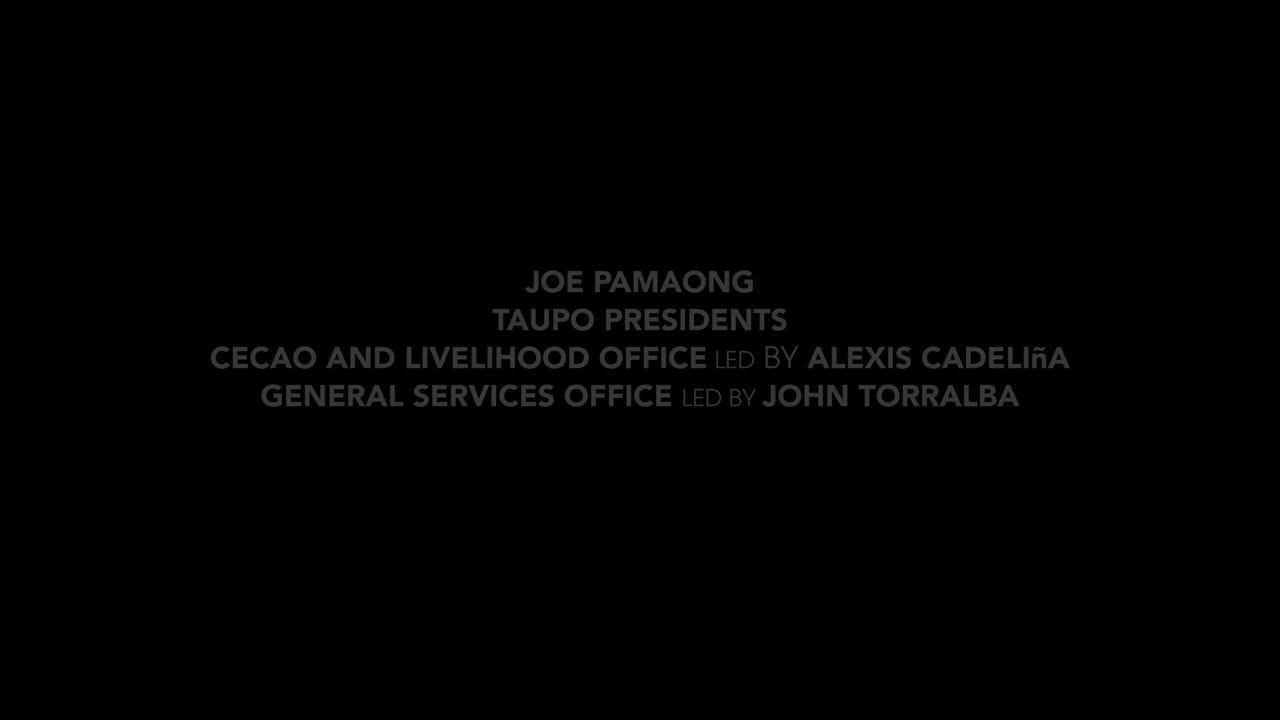 JOE PAMAONG
TAUPO PRESIDENTS
CECAO AND LIVELIHOOD OFFICE LED BY ALEXIS CADELIñA
GENERAL SERVICES OFFICE LED BY JOHN TORRALBA